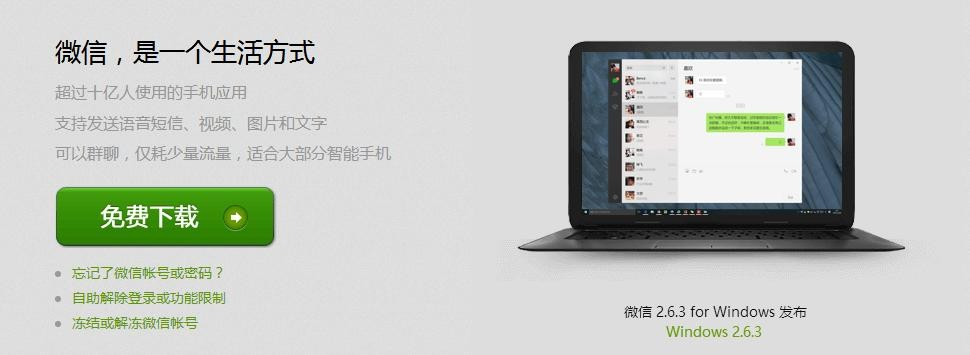 微信，是一个生活方式
超过十亿人使用的手机应用
支持发送语音短信、视频、图片和文字
可以群聊，仅耗少量流量，适合大部分智能手机
免费下载
忘记了微信帐号或密码？
自助解除登录或功能限制
冻结或解冻微信帐号
微信 2.6.3 for Windows 发布
Windows 2.6.3